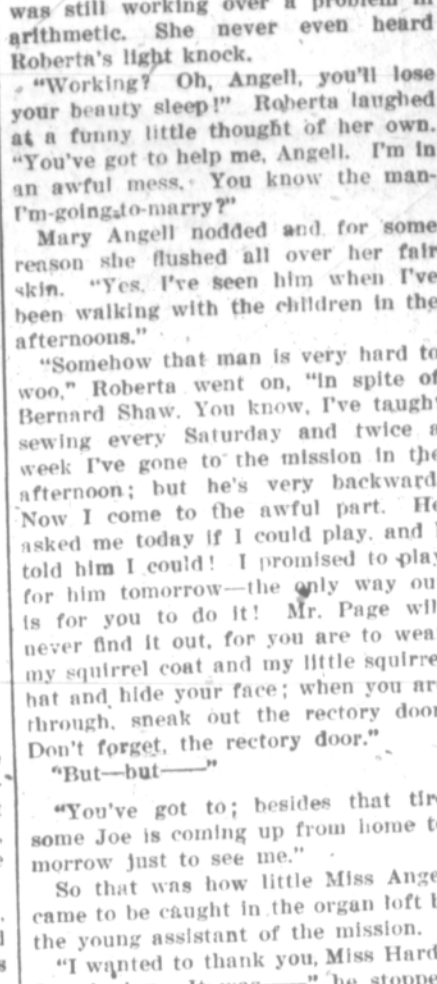 was still working over a problem in
arithmetic. She never even heard
Roberta's light knock.
"Working? Oh, Angell, you'll lose
your beauty sleep!" Roberta laughed
at a funny little thought of her own.
"You've got to help me, Angell. I'm in
an awful mess. You know the man-
I'm-going-to-marry?"
Mary Angell nodded and for some
reason she flushed all over her fair
skin. "Yes, I've seen him when I've
been walking with the children in the
afternoons."
"Somehow that man is very hard to
woo," Roberta went on, "in spite of
Bernard Shaw. You know, I've taugh
sewing every Saturday and twice a
week I've gone to the mission in the
afternoon; but he's very backward
Now I come to the awful part. He
asked me today if I could play, and I
told him I could! I promised to play
for him tomorrow—the only way ou
is for you to do it! Mr. Page will
never find it out, for you are to wea
my squirrel coat and my little squirre
hat and hide your face; when you ar
through, sneak out the rectory door
Don't forget, the rectory door."
"But—but——"
"You've got to; besides that tire
some Joe is coming up from home t
morrow just to see me."
So that was how little Miss Ange
came to be caught in the organ loft b
the young assistant of the mission.
"I wanted to thank you, Miss Hard
" he stoppe